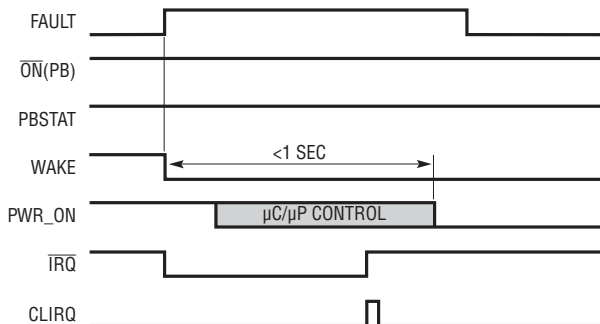 FAULT
ON(PB)
PBSTAT
WAKE
<1 SEC
PWR_ON
µC/µP CONTROL
IRQ
CLIRQ